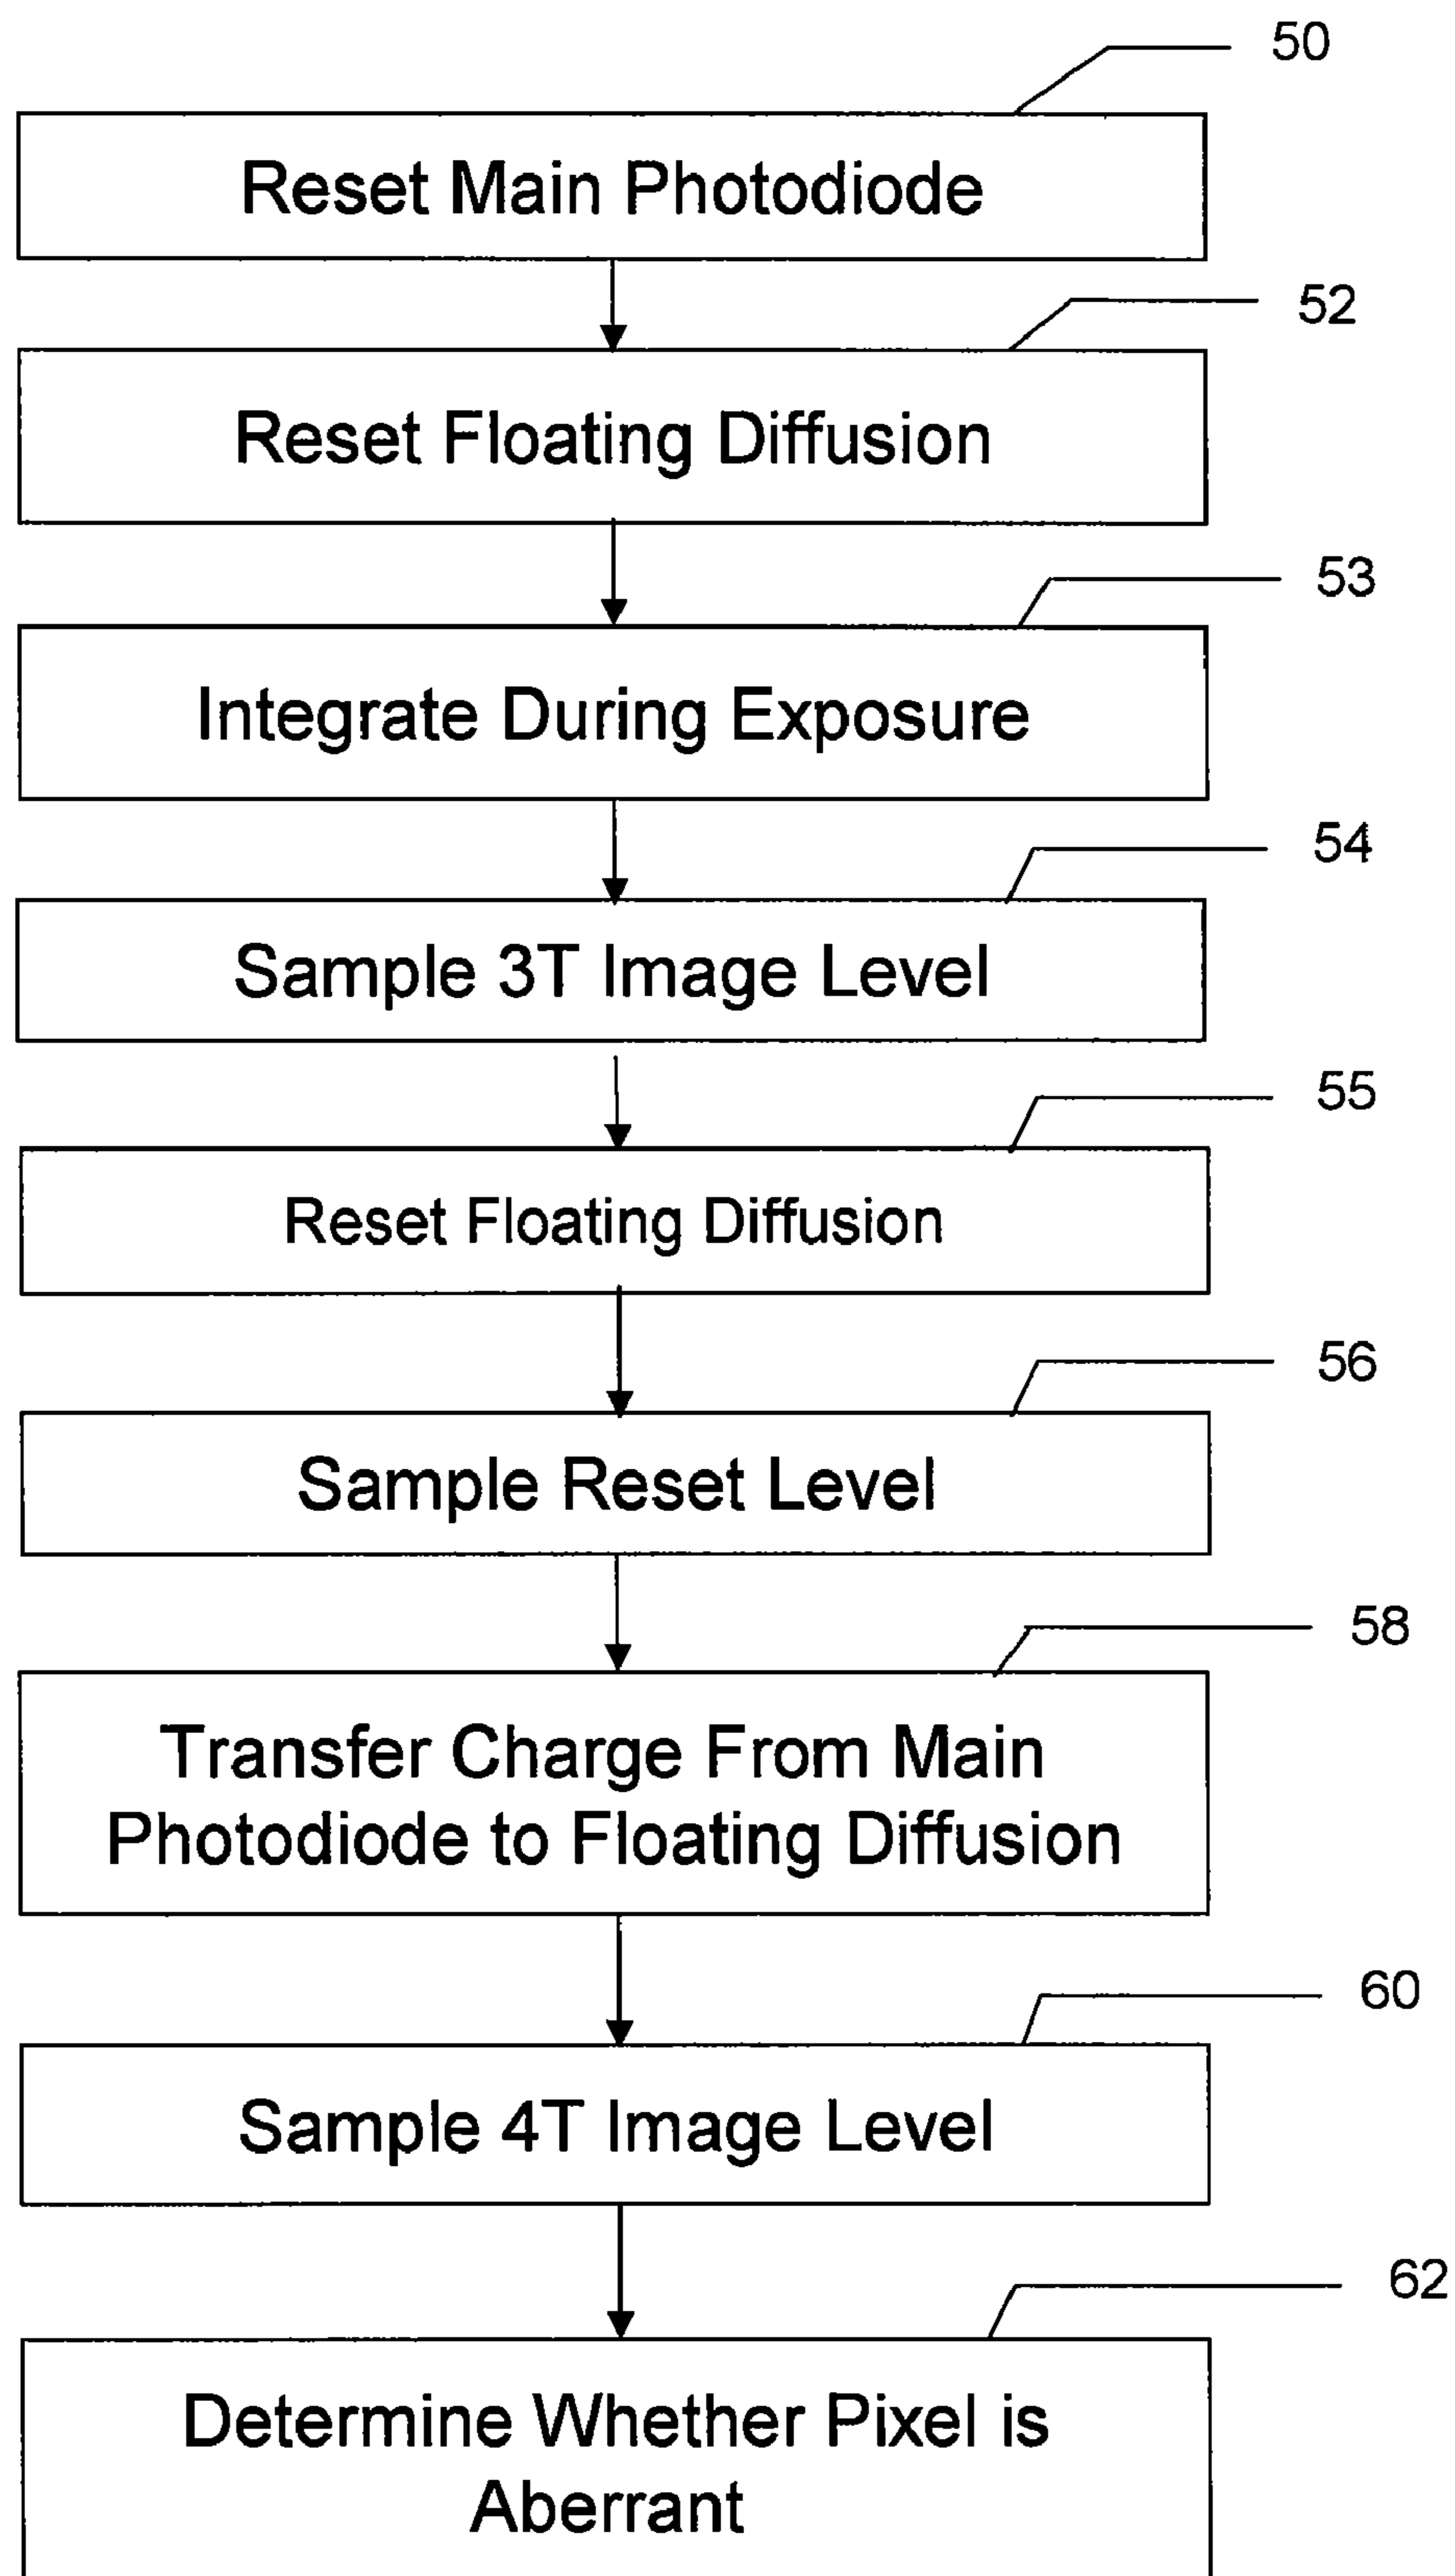 50
Reset Main Photodiode
52
Reset Floating Diffusion
53
Integrate During Exposure
54
Sample 3T Image Level
55
Reset Floating Diffusion
56
Sample Reset Level
58
Transfer Charge From Main
Photodiode to Floating Diffusion
60
Sample 4T Image Level
62
Determine Whether Pixel is
Aberrant